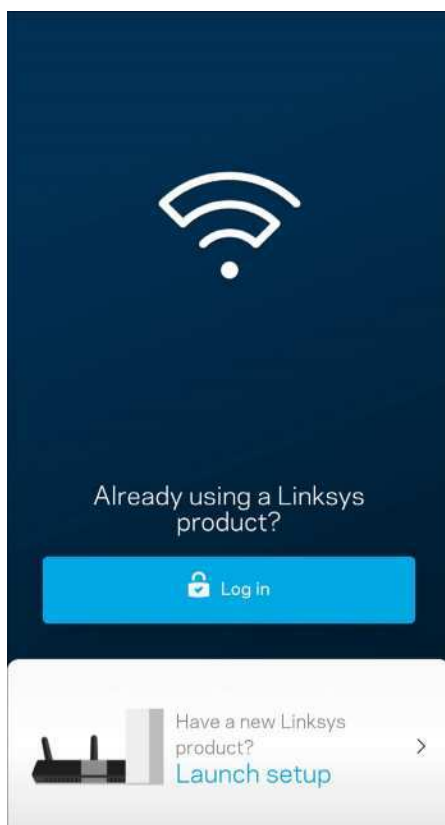 Already using a Linksys
product?
Log in
Have a new Linksys
product?
Launch setup